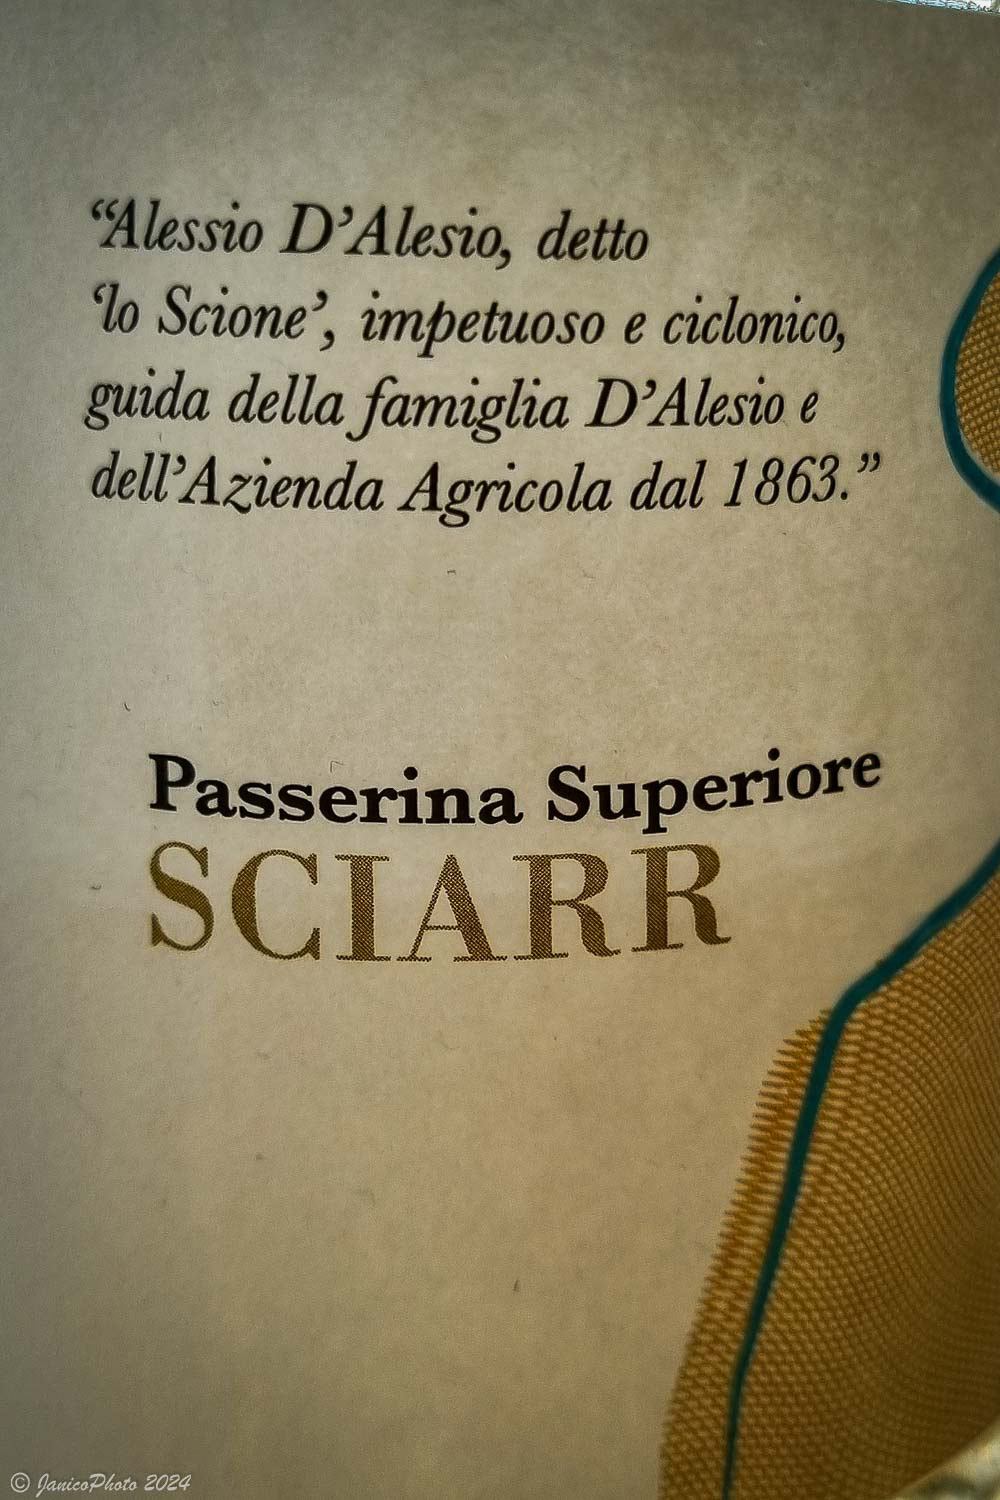 “Alessio D’Alesio, detto
‘lo Scione’, impetuoso e ciclonico,
guida della famiglia D’Alesio e
dell’Azienda Agricola dal 1863.”
Passerina Superiore
SCIARR
© JanicoPhoto 2024